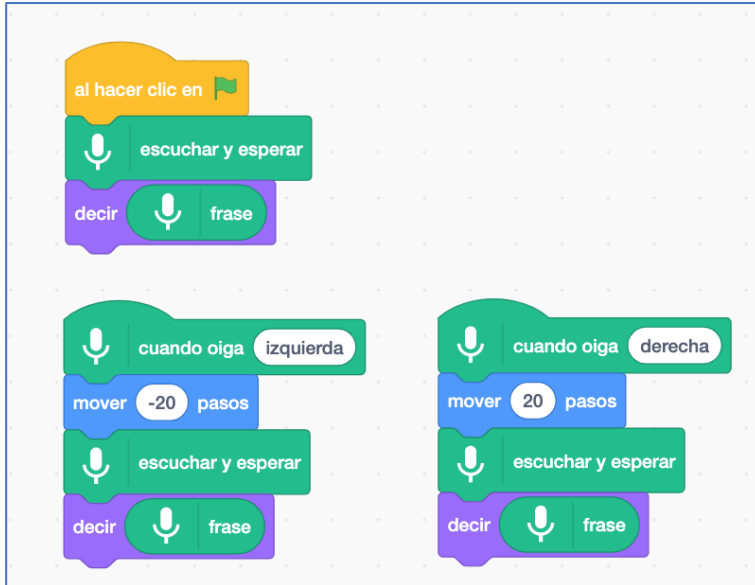 al hacer clic en
escuchar y esperar
decir frase
cuando oiga izquierda
mover -20 pasos
escuchar y esperar
decir frase
cuando oiga derecha
mover 20 pasos
escuchar y esperar
decir frase